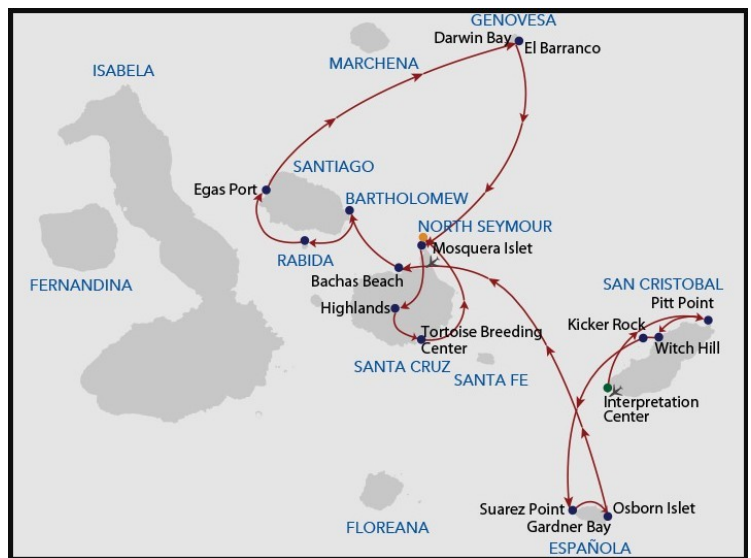 GENOVESA
Darwin Bay
El Barranco
MARCHENA
ISABELA
SANTIAGO
Egas Port
BARTHOLOMEW
NORTH SEYMOUR
Mosquera Islet
RABIDA
Bachas Beach
FERNANDINA
SAN CRISTOBAL
Pitt Point
Highlands
Kicker Rock
Tortoise Breeding
Center
Witch Hill
SANTA CRUZ
SANTA FE
Interpretation
Center
Suarez Point
Osborn Islet
Gardner Bay
FLOREANA
ESPAÑOLA